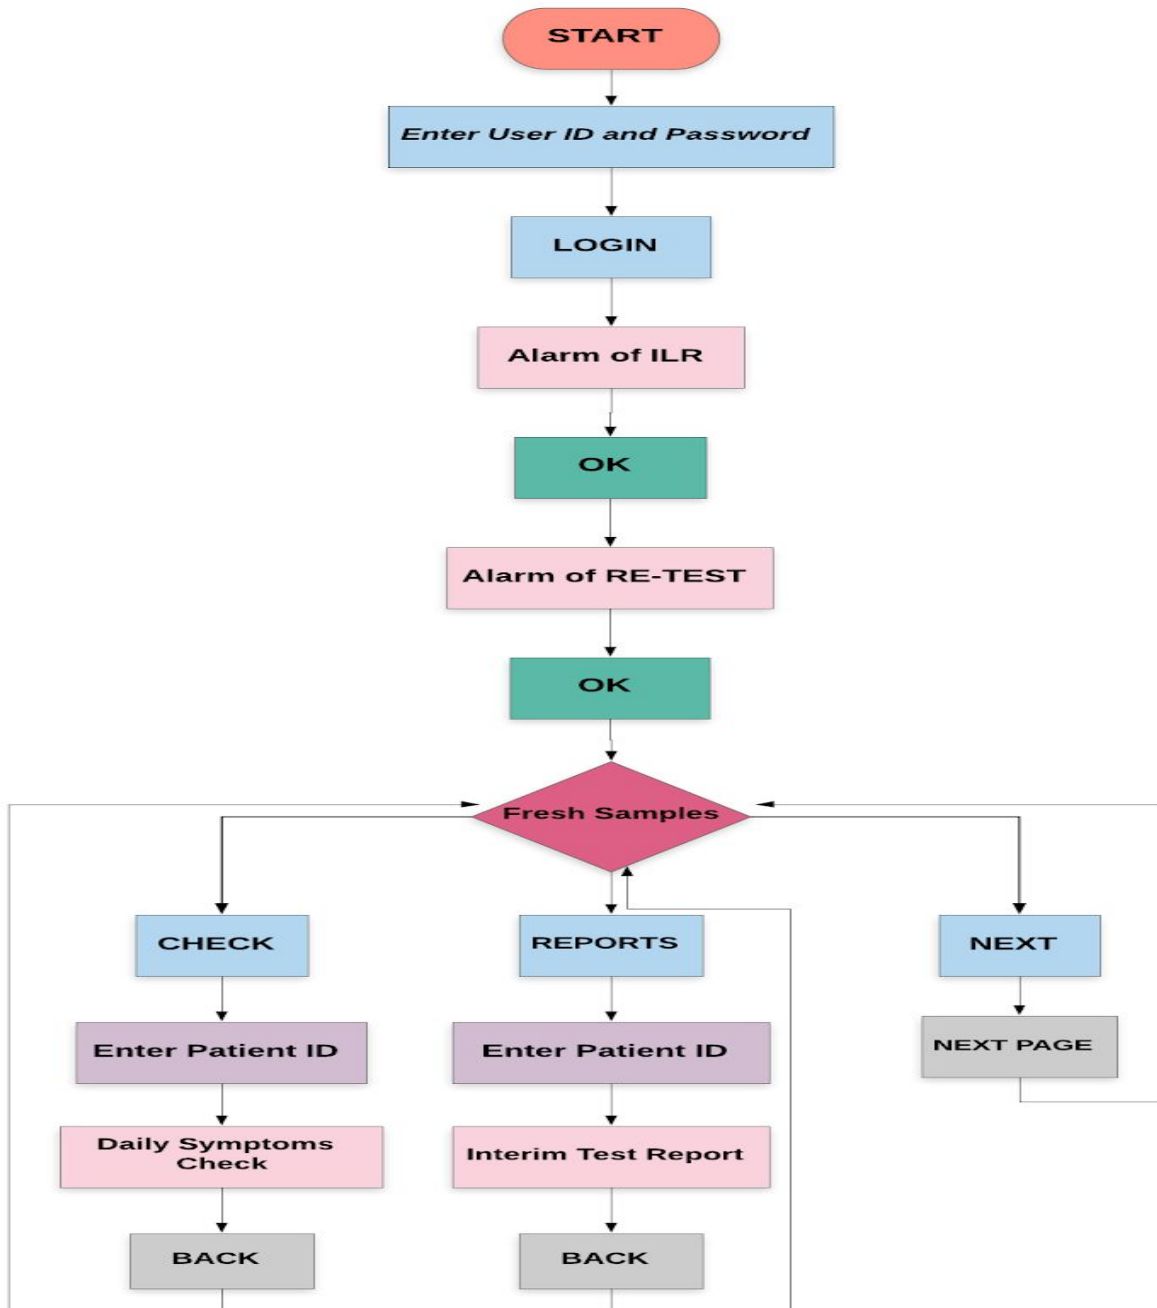 START
Enter User ID and Password
LOGIN
Alarm of ILR
OK
Alarm of RE-TEST
OK
Fresh Samples
CHECK
REPORTS
NEXT
Enter Patient ID
Enter Patient ID
NEXT PAGE
Daily Symptoms
Check
Interim Test Report
BACK
BACK